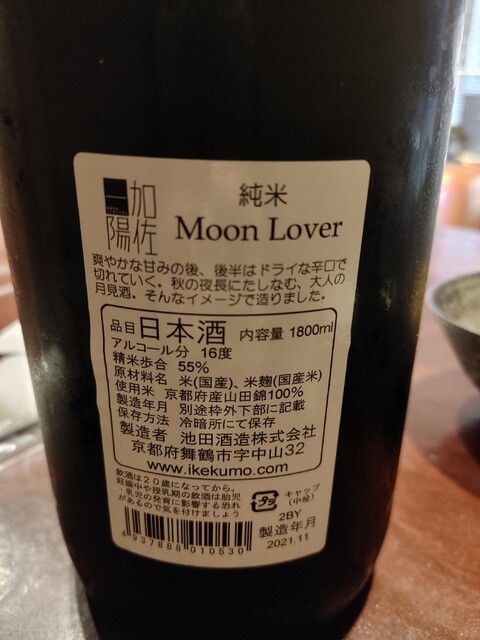 加佐
一陽
純米
Moon Lover
爽やかな甘みの後、後半はドライな辛口で
切れていく。秋の夜長にたしなむ、大人の
月見酒。そんなイメージで造りました。
品目 日本酒 内容量 1800ml
アルコール分 16度
精米歩合 55%
原材料名 米(国産)、米麹(国産米)
使用米 京都府産山田錦100%
製造年月 別途枠外下部に記載
保存方法 冷暗所にて保存
製造者 池田酒造株式会社
京都府舞鶴市字中山32
www.ikekumo.com
飲酒は20歳になってから。
妊娠中や授乳期の飲酒は胎児
・乳児の発育に影響する恐れ
があるので気を付けましょう
プラ
キャップ
(中栓)
2BY
製造年月
2021.11
4937888010530